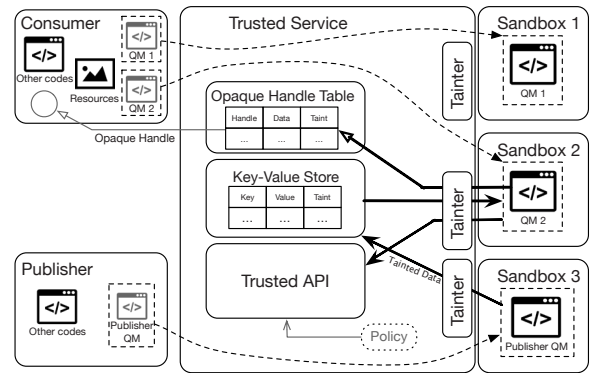 Consumer
</>
QM 1
</>
Other codes
Resources
</>
QM 2
Opaque Handle
Publisher
</>
Other codes
</>
Publisher
QM
Trusted Service
Opaque Handle Table
Handle Data Taint
... ... ...
Key-Value Store
Key Value Taint
... ... ...
Trusted API
Policy
Tainted Data
Tainter
Tainter
Tainter
Sandbox 1
</>
QM 1
Sandbox 2
</>
QM 2
Sandbox 3
</>
Publisher QM